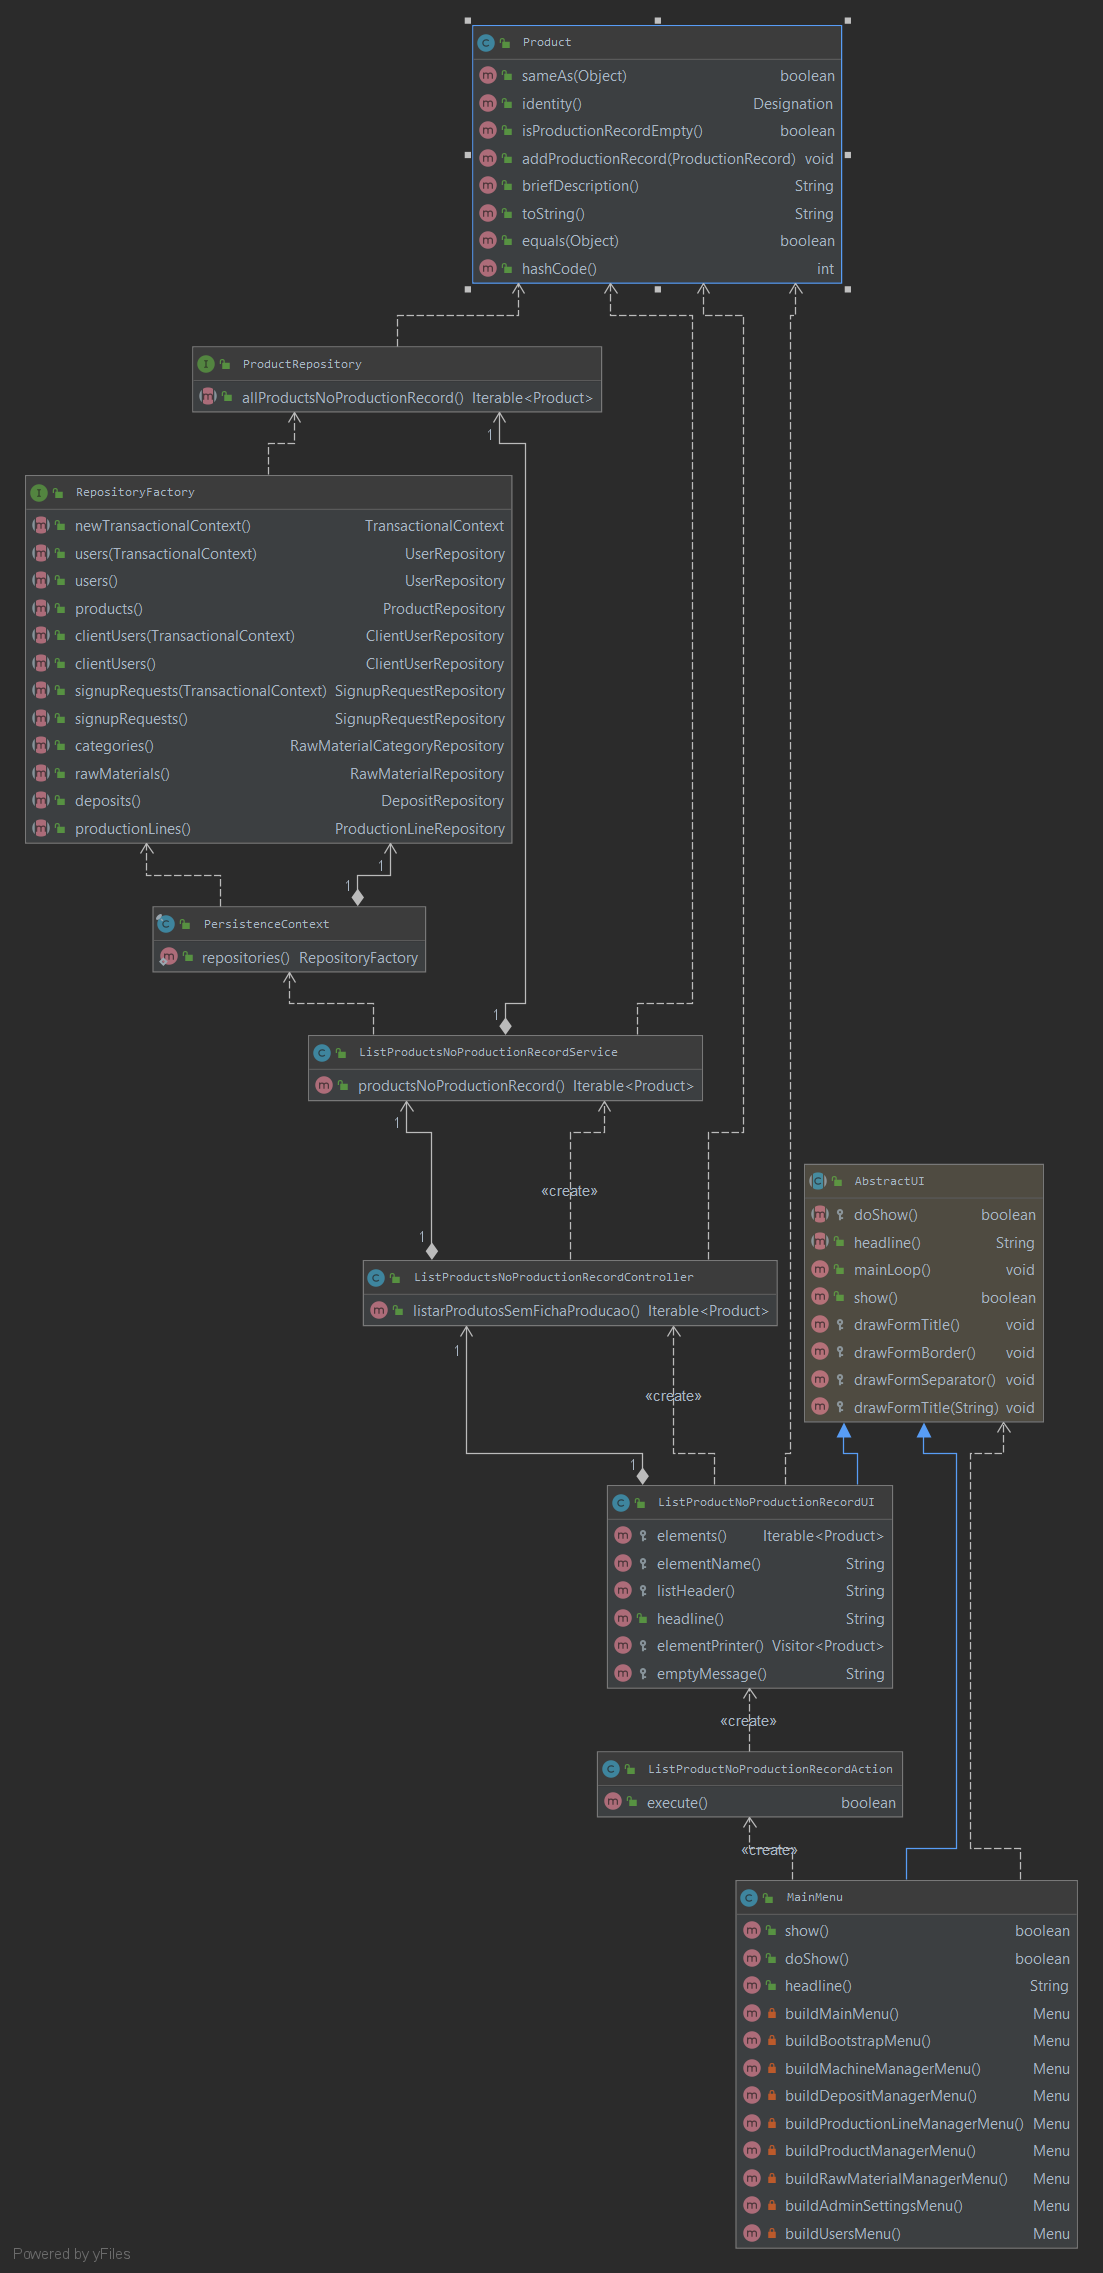 Product
sameAs(Object) boolean
identity() Designation
isProductionRecordEmpty() boolean
addProductionRecord(ProductionRecord) void
briefDescription() String
toString() String
equals(Object) boolean
hashCode() int
ProductRepository
allProductsNoProductionRecord() Iterable<Product>
1
RepositoryFactory
newTransactionalContext() TransactionalContext
users(TransactionalContext) UserRepository
users() UserRepository
products() ProductRepository
clientUsers(TransactionalContext) ClientUserRepository
clientUsers() ClientUserRepository
signupRequests(TransactionalContext) SignupRequestRepository
signupRequests() SignupRequestRepository
categories() RawMaterialCategoryRepository
rawMaterials() RawMaterialRepository
deposits() DepositRepository
productionLines() ProductionLineRepository
1
1
PersistenceContext
repositories() RepositoryFactory
1
ListProductsNoProductionRecordService
productsNoProductionRecord() Iterable<Product>
1
«create»
1
ListProductsNoProductionRecordController
listarProdutosSemFichaProducao() Iterable<Product>
AbstractUI
doShow() boolean
headline() String
mainLoop() void
show() boolean
drawFormTitle() void
drawFormBorder() void
drawFormSeparator() void
drawFormTitle(String) void
1
«create»
1
ListProductNoProductionRecordUI
elements() Iterable<Product>
elementName() String
listHeader() String
headline() String
elementPrinter() Visitor<Product>
emptyMessage() String
«create»
ListProductNoProductionRecordAction
execute() boolean
«create»
MainMenu
show() boolean
doShow() boolean
headline() String
buildMainMenu() Menu
buildBootstrapMenu() Menu
buildMachineManagerMenu() Menu
buildDepositManagerMenu() Menu
buildProductionLineManagerMenu() Menu
buildProductManagerMenu() Menu
buildRawMaterialManagerMenu() Menu
buildAdminSettingsMenu() Menu
buildUsersMenu() Menu
Powered by yFiles